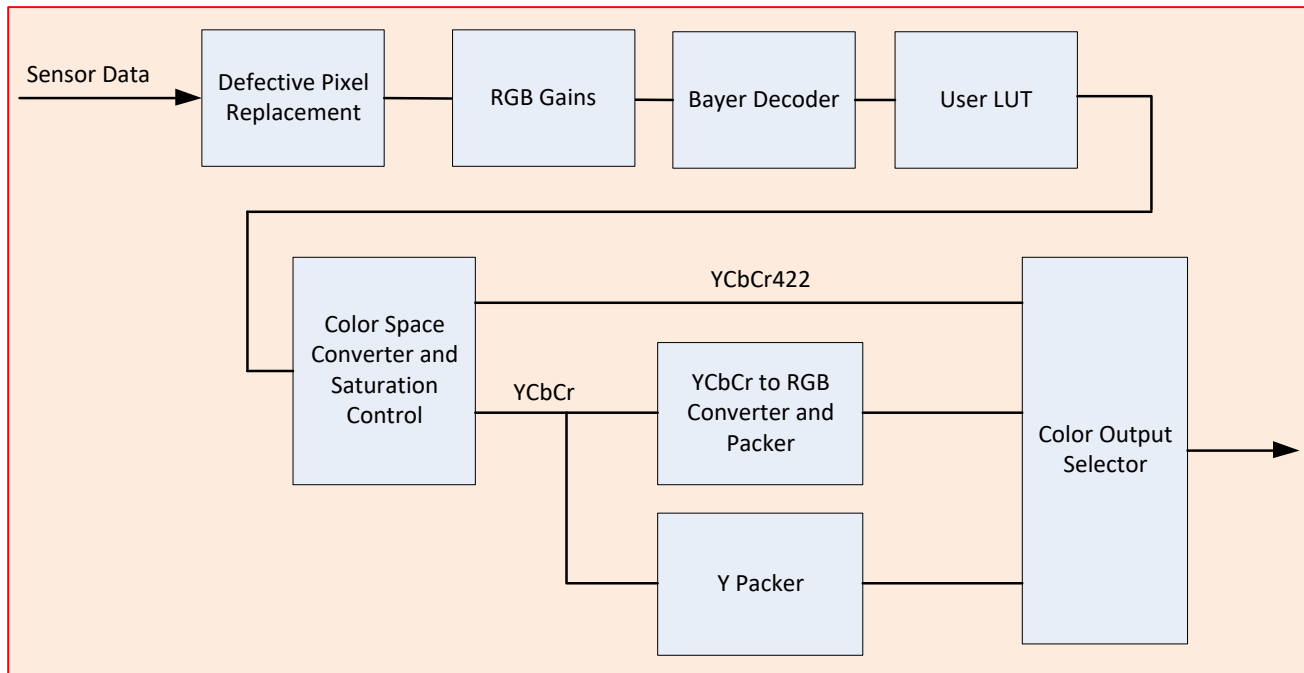 Sensor Data
Defective Pixel
Replacement
RGB Gains
Bayer Decoder
User LUT
Color Space
Converter and
Saturation
Control
YCbCr422
YCbCr
YCbCr to RGB
Converter and
Packer
Y Packer
Color Output
Selector